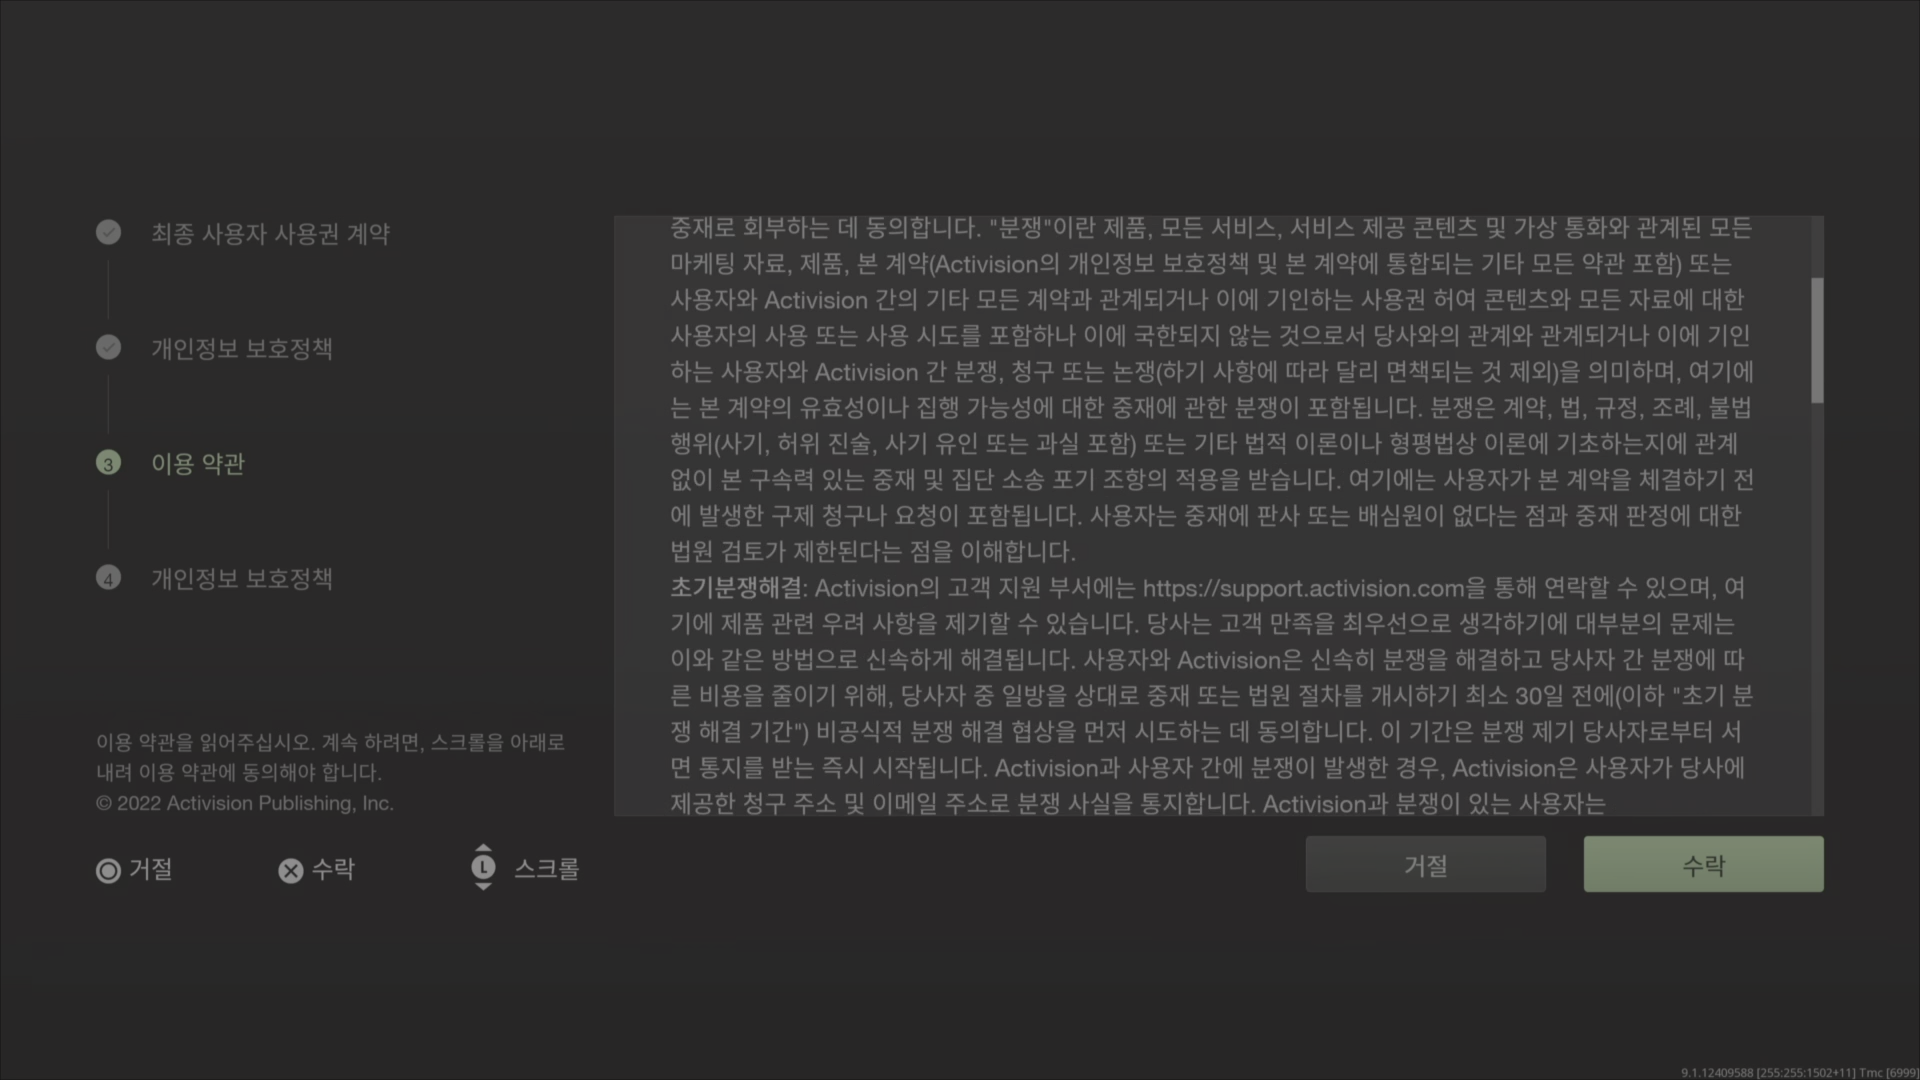 최종 사용자 사용권 계약
개인정보 보호정책
3 이용 약관
4 개인정보 보호정책
이용 약관을 읽어주십시오. 계속 하려면, 스크롤을 아래로
내려 이용 약관에 동의해야 합니다.
© 2022 Activision Publishing, Inc.
거절 수락 L 스크롤
중재로 회부하는 데 동의합니다. "분쟁"이란 제품, 모든 서비스, 서비스 제공 콘텐츠 및 가상 통화와 관계된 모든
마케팅 자료, 제품, 본 계약(Activision의 개인정보 보호정책 및 본 계약에 통합되는 기타 모든 약관 포함) 또는
사용자와 Activision 간의 기타 모든 계약과 관계되거나 이에 기인하는 사용권 허여 콘텐츠와 모든 자료에 대한
사용자의 사용 또는 사용 시도를 포함하나 이에 국한되지 않는 것으로서 당사와의 관계와 관계되거나 이에 기인
하는 사용자와 Activision 간 분쟁, 청구 또는 논쟁(하기 사항에 따라 달리 면책되는 것 제외)을 의미하며, 여기에
는 본 계약의 유효성이나 집행 가능성에 대한 중재에 관한 분쟁이 포함됩니다. 분쟁은 계약, 법, 규정, 조례, 불법
행위(사기, 허위 진술, 사기 유인 또는 과실 포함) 또는 기타 법적 이론이나 형평법상 이론에 기초하는지에 관계
없이 본 구속력 있는 중재 및 집단 소송 포기 조항의 적용을 받습니다. 여기에는 사용자가 본 계약을 체결하기 전
에 발생한 구제 청구나 요청이 포함됩니다. 사용자는 중재에 판사 또는 배심원이 없다는 점과 중재 판정에 대한
법원 검토가 제한된다는 점을 이해합니다.
초기분쟁해결: Activision의 고객 지원 부서에는 https://support.activision.com을 통해 연락할 수 있으며, 여
기에 제품 관련 우려 사항을 제기할 수 있습니다. 당사는 고객 만족을 최우선으로 생각하기에 대부분의 문제는
이와 같은 방법으로 신속하게 해결됩니다. 사용자와 Activision은 신속히 분쟁을 해결하고 당사자 간 분쟁에 따
른 비용을 줄이기 위해, 당사자 중 일방을 상대로 중재 또는 법원 절차를 개시하기 최소 30일 전에(이하 "초기 분
쟁 해결 기간") 비공식적 분쟁 해결 협상을 먼저 시도하는 데 동의합니다. 이 기간은 분쟁 제기 당사자로부터 서
면 통지를 받는 즉시 시작됩니다. Activision과 사용자 간에 분쟁이 발생한 경우, Activision은 사용자가 당사에
제공한 청구 주소 및 이메일 주소로 분쟁 사실을 통지합니다. Activision과 분쟁이 있는 사용자는
거절 수락
9.1.12409588 [255:255:1502+11] Tmc [6999]